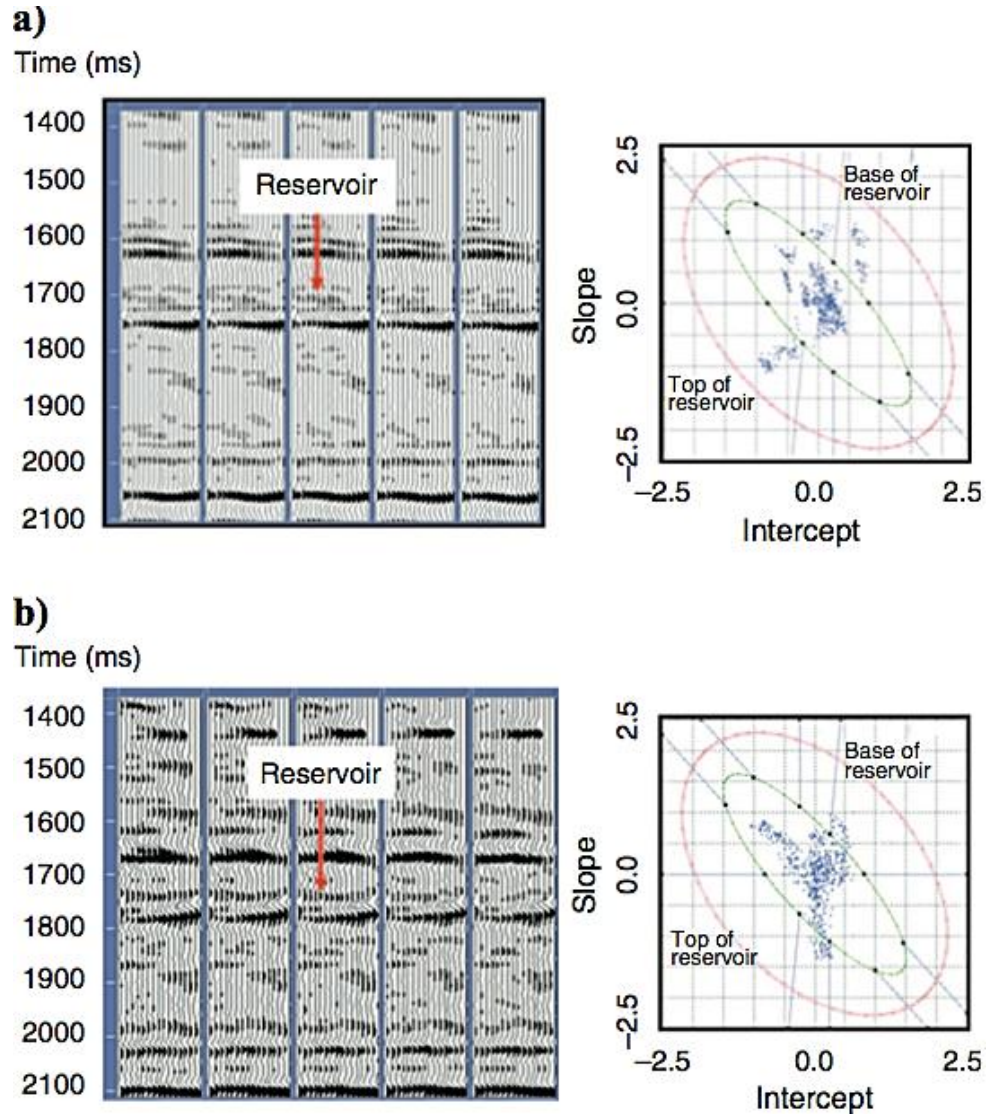 a)
Time (ms)
1400
1500
1600
1700
1800
1900
2000
2100
Reservoir
2.5
0.0
−2.5
Slope
Base of
reservoir
Top of
reservoir
−2.5 0.0 2.5
Intercept
b)
Time (ms)
1400
1500
1600
1700
1800
1900
2000
2100
Reservoir
2.5
0.0
−2.5
Slope
Base of
reservoir
Top of
reservoir
−2.5 0.0 2.5
Intercept